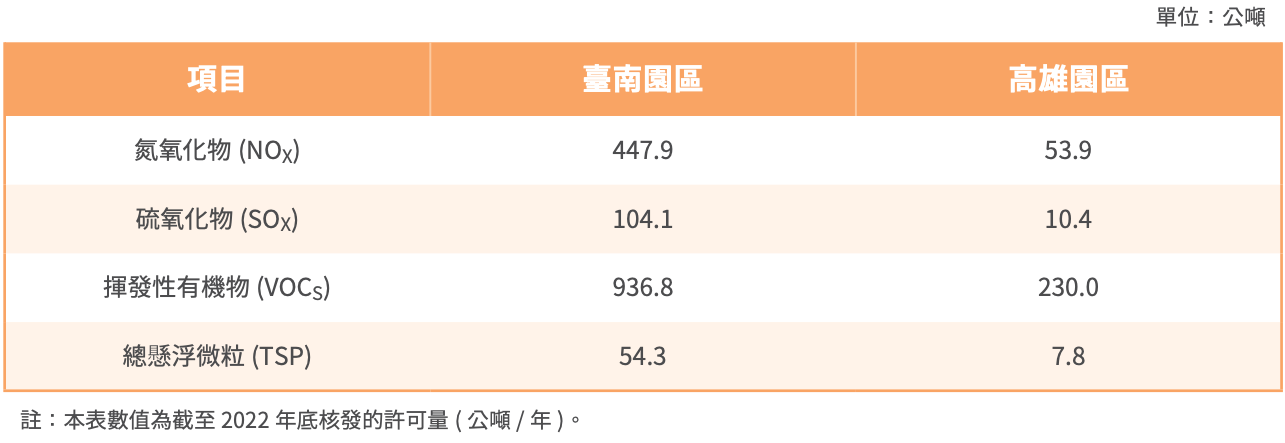 單位：公噸
項目 臺南園區 高雄園區
氮氧化物 (NOX) 447.9 53.9
硫氧化物 (SOX) 104.1 10.4
揮發性有機物 (VOCS) 936.8 230.0
總懸浮微粒 (TSP) 54.3 7.8
註：本表數值為截至 2022 年底核發的許可量 ( 公噸 / 年 )。